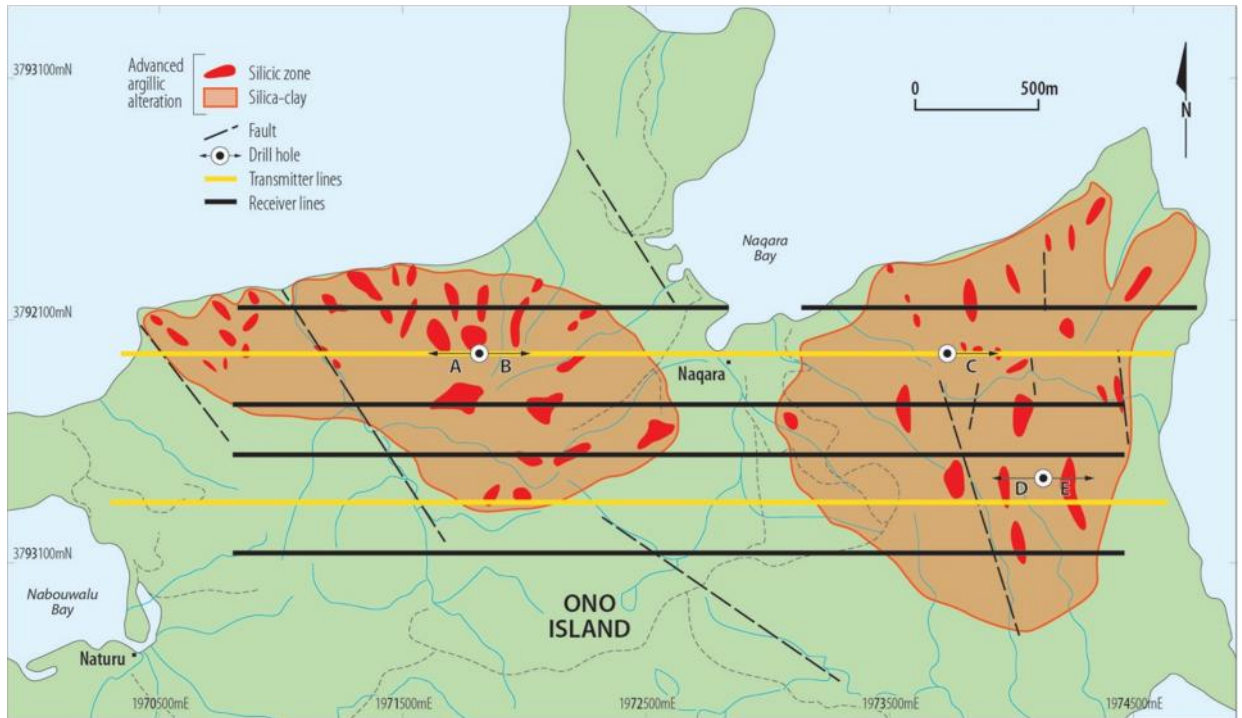 3793100mN
Advanced
argillic
alteration
Silicic zone
Silica-clay
Fault
Drill hole
Transmitter lines
Receiver lines
0
500m
N
Naqara
Bay
3792100mN
A
B
C
Naqara
D
E
3793100mN
Nabouwalu
Bay
ONO
ISLAND
Naturu
1970500mE
1971500mE
1972500mE
1973500mE
1974500mE